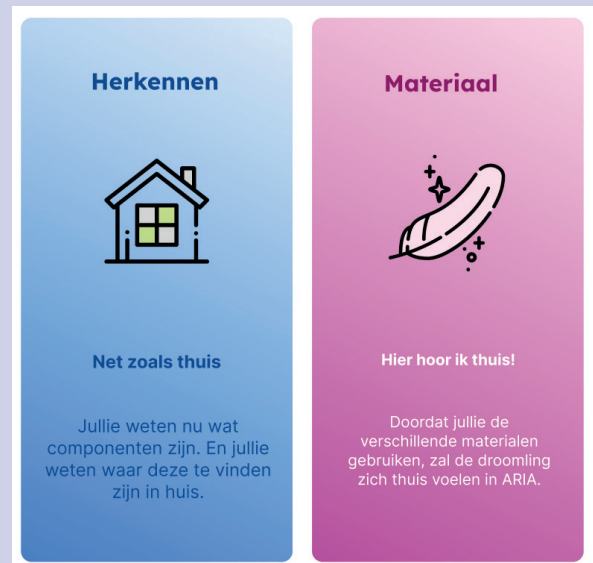 Herkennen
Net zoals thuis
Jullie weten nu wat
componenten zijn. En jullie
weten waar deze te vinden
zijn in huis.
Materiaal
Hier hoor ik thuis!
Doordat jullie de
verschillende materialen
gebruiken, zal de droomling
zich thuis voelen in ARIA.